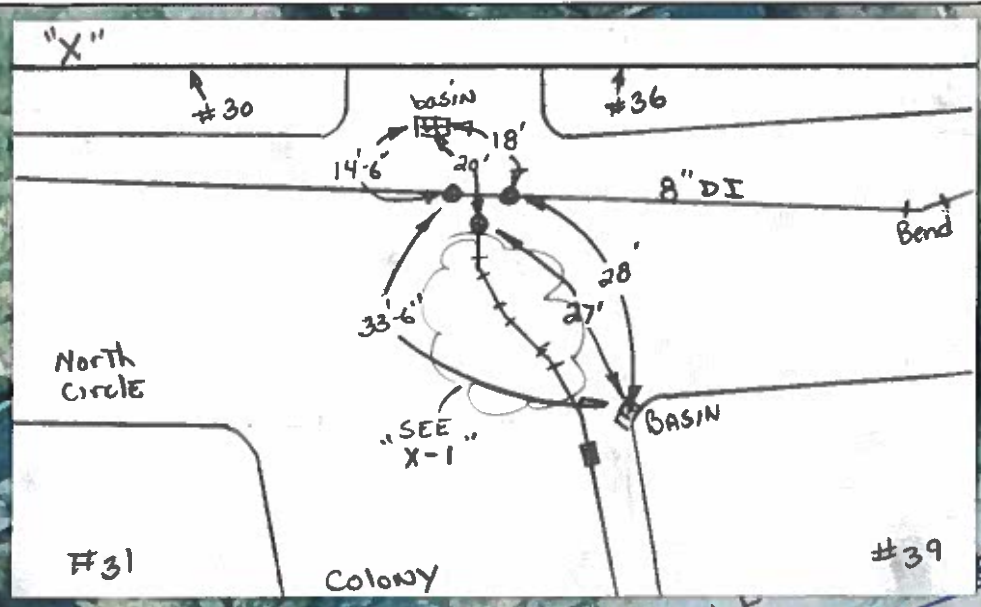 "X"
#30
basin
#36
14'-6"
20'
18'
8" DI
Bend
28'
27'
33'-6"
North
Circle
"SEE
X-1"
BASIN
#31
Colony
#39